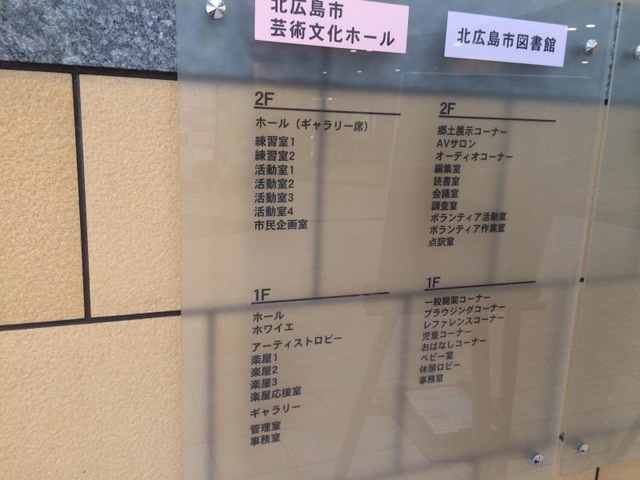 北広島市
芸術文化ホール
2F
ホール（ギャラリー席）
練習室1
練習室2
活動室1
活動室2
活動室3
活動室4
市民企画室
1F
ホール
ホワイエ
アーティストロビー
楽屋1
楽屋2
楽屋3
楽屋応接室
ギャラリー
管理室
事務室
北広島市図書館
2F
郷土展示コーナー
AVサロン
オーディオコーナー
編集室
読書室
会議室
調査室
ボランティア活動室
ボランティア作業室
点訳室
1F
一般開架コーナー
ブラウジングコーナー
レファレンスコーナー
児童コーナー
おはなしコーナー
ベビー室
休憩ロビー
事務室